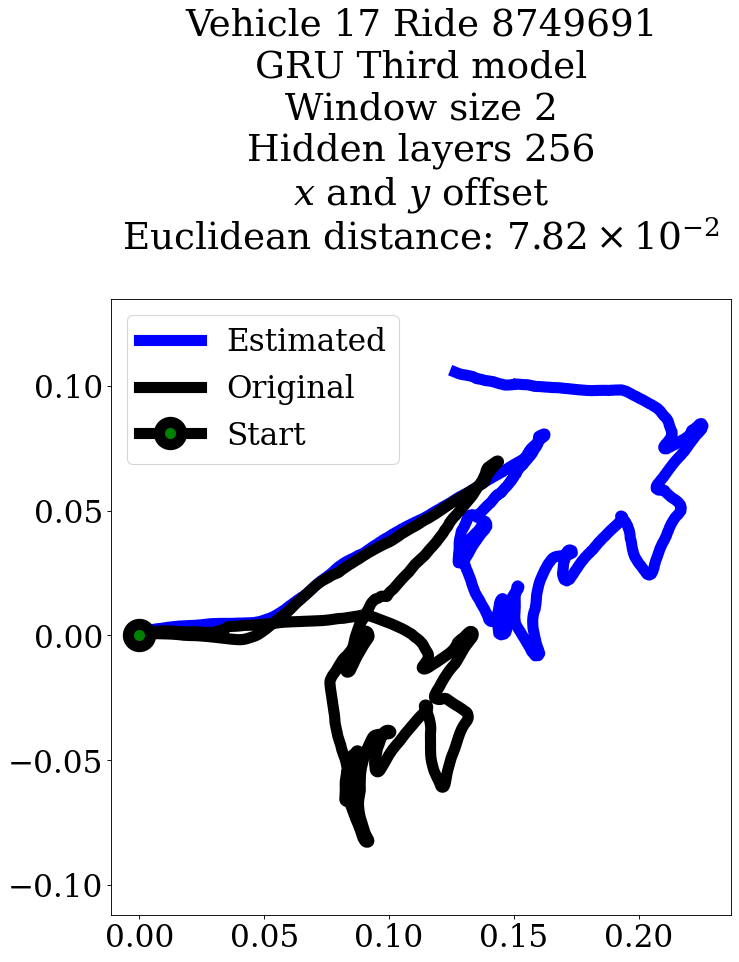 Vehicle 17 Ride 8749691
GRU Third model
Window size 2
Hidden layers 256
x and y offset
Euclidean distance: 7.82 × 10⁻²
Estimated
Original
Start
0.10
0.05
0.00
−0.05
−0.10
0.00 0.05 0.10 0.15 0.20